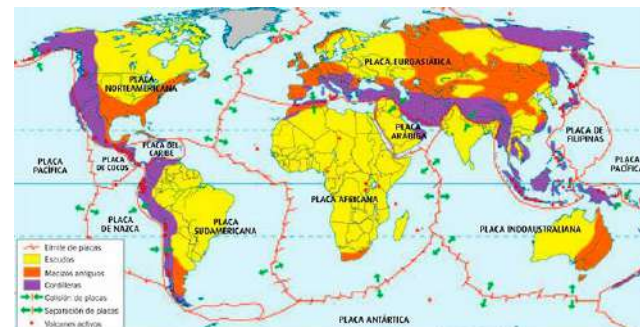 PLACA
NORTEAMERICANA
PLACA EUROASIÁTICA
PLACA DEL
CARIBE
PLACA
ARÁBIGA
PLACA DE
FILIPINAS
PLACA
PACÍFICA
PLACA
DE COCOS
PLACA
PACÍFICA
PLACA
DE NAZCA
PLACA
SUDAMERICANA
PLACA AFRICANA
PLACA INDOAUSTRALIANA
PLACA ANTÁRTICA
Límite de placas
Escudos
Macizos antiguos
Cordilleras
Colisión de placas
Separación de placas
Volcanes activos